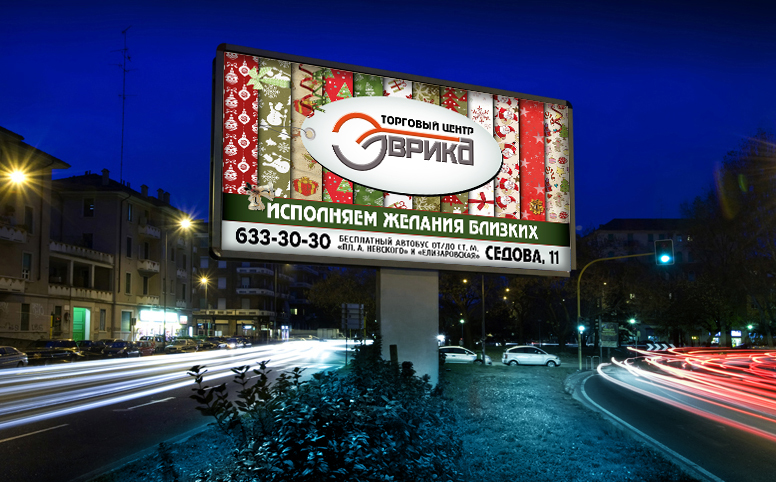 ТОРГОВЫЙ ЦЕНТР
ЭВРИКА
ИСПОЛНЯЕМ ЖЕЛАНИЯ БЛИЗКИХ
633-30-30
БЕСПЛАТНЫЙ АВТОБУС ОТ/ДО СТ. М.
«ПЛ. А. НЕВСКОГО» И «ЕЛИЗАРОВСКАЯ»
СЕДОВА, 11